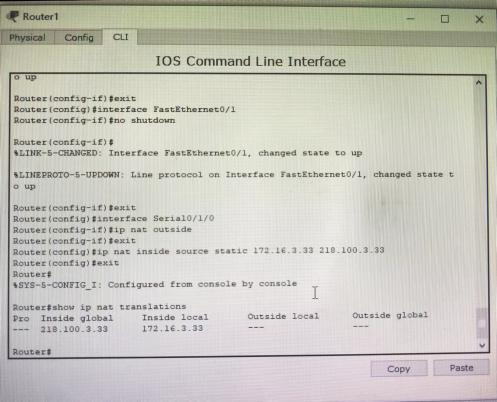 Router1
Physical Config CLI
IOS Command Line Interface
o up
Router(config-if)#exit
Router(config)#interface FastEthernet0/1
Router(config-if)#no shutdown
Router(config-if)#
%LINK-5-CHANGED: Interface FastEthernet0/1, changed state to up
%LINEPROTO-5-UPDOWN: Line protocol on Interface FastEthernet0/1, changed state t
o up
Router(config-if)#exit
Router(config)#interface Serial0/1/0
Router(config-if)#ip nat outside
Router(config-if)#exit
Router(config)#ip nat inside source static 172.16.3.33 218.100.3.33
Router(config)#exit
Router#
%SYS-5-CONFIG_I: Configured from console by console
Router#show ip nat translations
Pro Inside global Inside local Outside local Outside global
--- 218.100.3.33 172.16.3.33 --- ---
Router#
Copy Paste